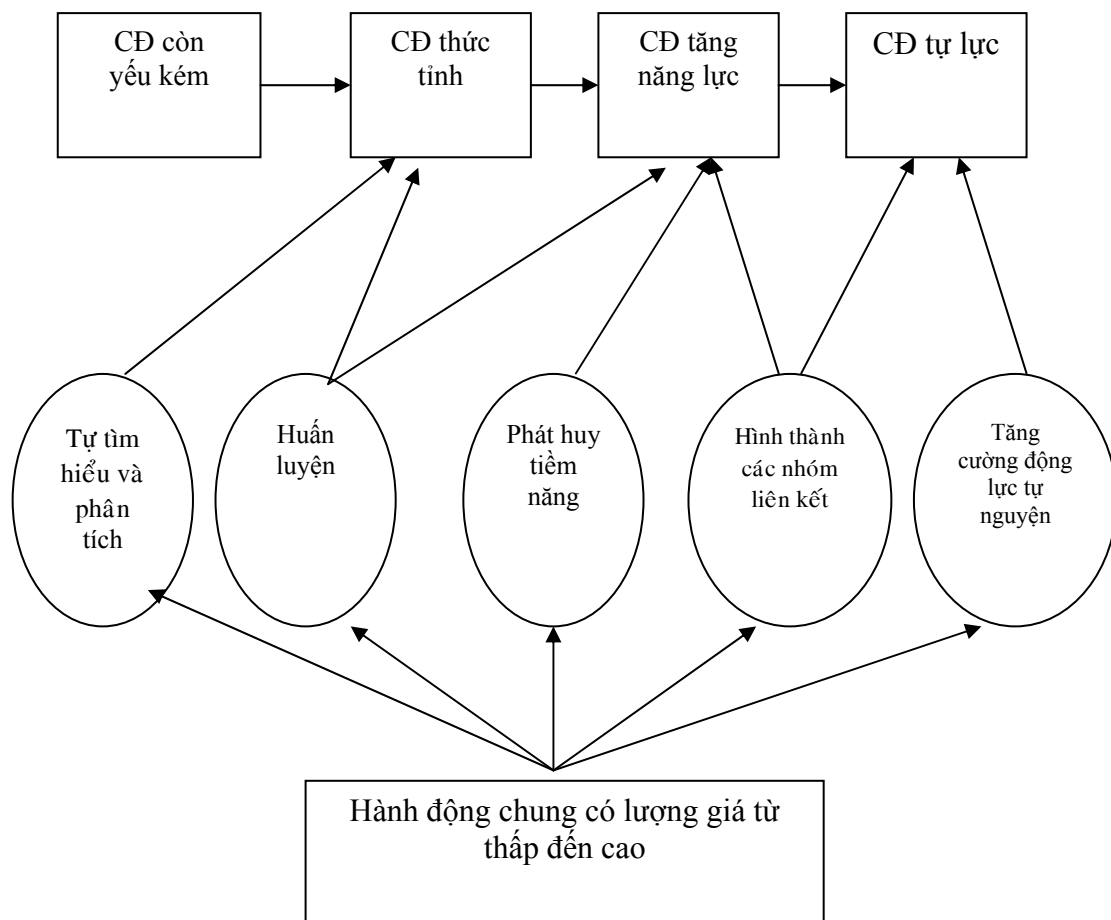 CĐ còn
yếu kém
CĐ thức
tỉnh
CĐ tăng
năng lực
CĐ tự lực
Tự tìm
hiểu và
phân
tích
Huấn
luyện
Phát huy
tiềm
năng
Hình thành
các nhóm
liên kết
Tăng
cường động
lực tự
nguyện
Hành động chung có lượng giá từ
thấp đến cao